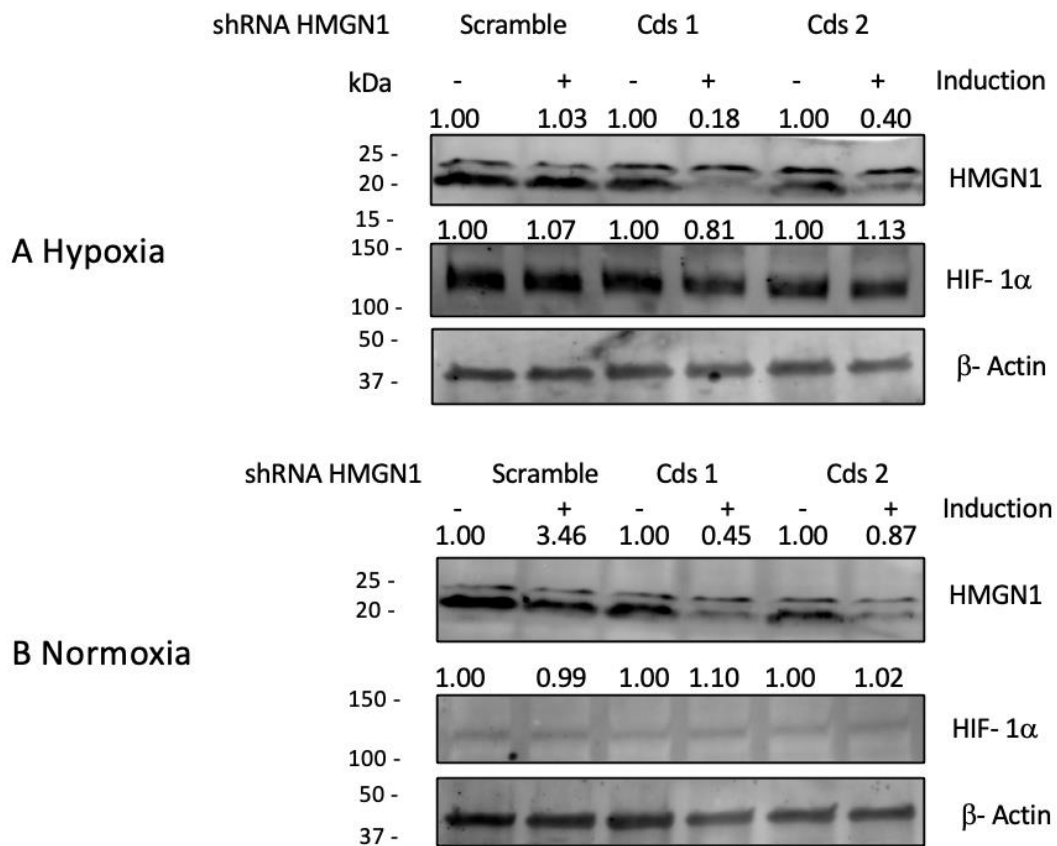 shRNA HMGN1 Scramble Cds 1 Cds 2
kDa - + - + - + Induction
1.00 1.03 1.00 0.18 1.00 0.40
25 -
20 - HMGN1
15 -
1.00 1.07 1.00 0.81 1.00 1.13
150 -
A Hypoxia HIF- 1α
100 -
50 -
37 - β- Actin
shRNA HMGN1 Scramble Cds 1 Cds 2
- + - + - + Induction
1.00 3.46 1.00 0.45 1.00 0.87
25 - HMGN1
20 -
B Normoxia
1.00 0.99 1.00 1.10 1.00 1.02
150 -
HIF- 1α
100 -
50 -
β- Actin
37 -